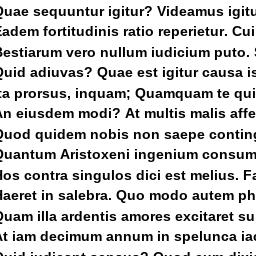 Quae sequuntur igitur? Videamus igitu
Eadem fortitudinis ratio reperietur. Cui
Bestiarum vero nullum iudicium puto. S
Quid adiuvas? Quae est igitur causa is
ta prorsus, inquam; Quamquam te qui
An eiusdem modi? At multis malis affe
Quod quidem nobis non saepe conting
Quantum Aristoxeni ingenium consum
Hos contra singulos dici est melius. Fa
Haeret in salebra. Quo modo autem ph
Quam illa ardentis amores excitaret su
At iam decimum annum in spelunca iac